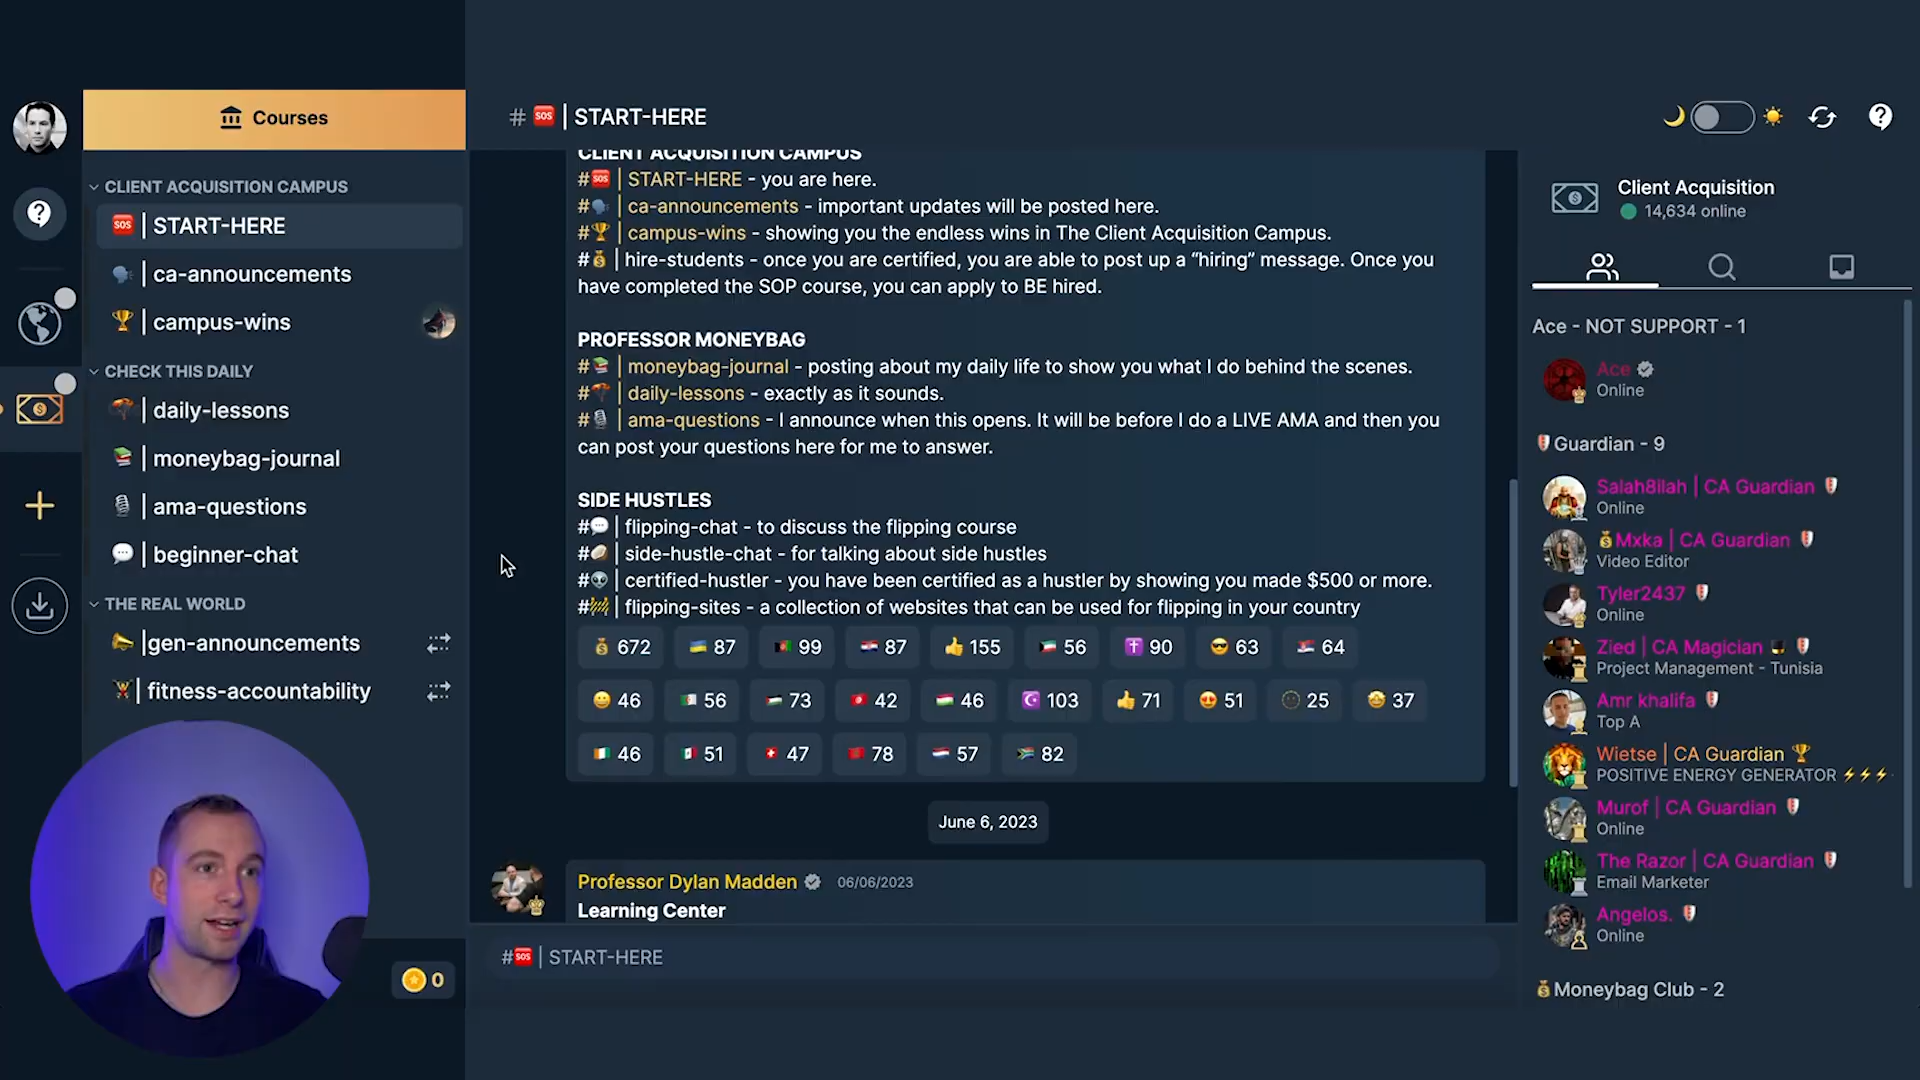 Courses
CLIENT ACQUISITION CAMPUS
START-HERE
ca-announcements
campus-wins
CHECK THIS DAILY
daily-lessons
moneybag-journal
ama-questions
beginner-chat
THE REAL WORLD
|gen-announcements
| fitness-accountability
0
# SOS | START-HERE
CLIENT ACQUISITION CAMPUS
#SOS | START-HERE - you are here.
# | ca-announcements - important updates will be posted here.
# | campus-wins - showing you the endless wins in The Client Acquisition Campus.
# | hire-students - once you are certified, you are able to post up a “hiring” message. Once you
have completed the SOP course, you can apply to BE hired.
PROFESSOR MONEYBAG
# | moneybag-journal - posting about my daily life to show you what I do behind the scenes.
# | daily-lessons - exactly as it sounds.
# | ama-questions - I announce when this opens. It will be before I do a LIVE AMA and then you
can post your questions here for me to answer.
SIDE HUSTLES
# | flipping-chat - to discuss the flipping course
# | side-hustle-chat - for talking about side hustles
# | certified-hustler - you have been certified as a hustler by showing you made $500 or more.
# | flipping-sites - a collection of websites that can be used for flipping in your country
672 87 99 87 155 56 90 63 64
46 56 73 42 46 103 71 51 25 37
46 51 47 78 57 82
June 6, 2023
Professor Dylan Madden 06/06/2023
Learning Center
#SOS | START-HERE
Client Acquisition
14,634 online
Ace - NOT SUPPORT - 1
Ace
Online
Guardian - 9
Salah8ilah | CA Guardian
Online
Mxka | CA Guardian
Video Editor
Tyler2437
Online
Zied | CA Magician
Project Management - Tunisia
Amr khalifa
Top A
Wietse | CA Guardian
POSITIVE ENERGY GENERATOR
Murof | CA Guardian
Online
The Razor | CA Guardian
Email Marketer
Angelos.
Online
Moneybag Club - 2